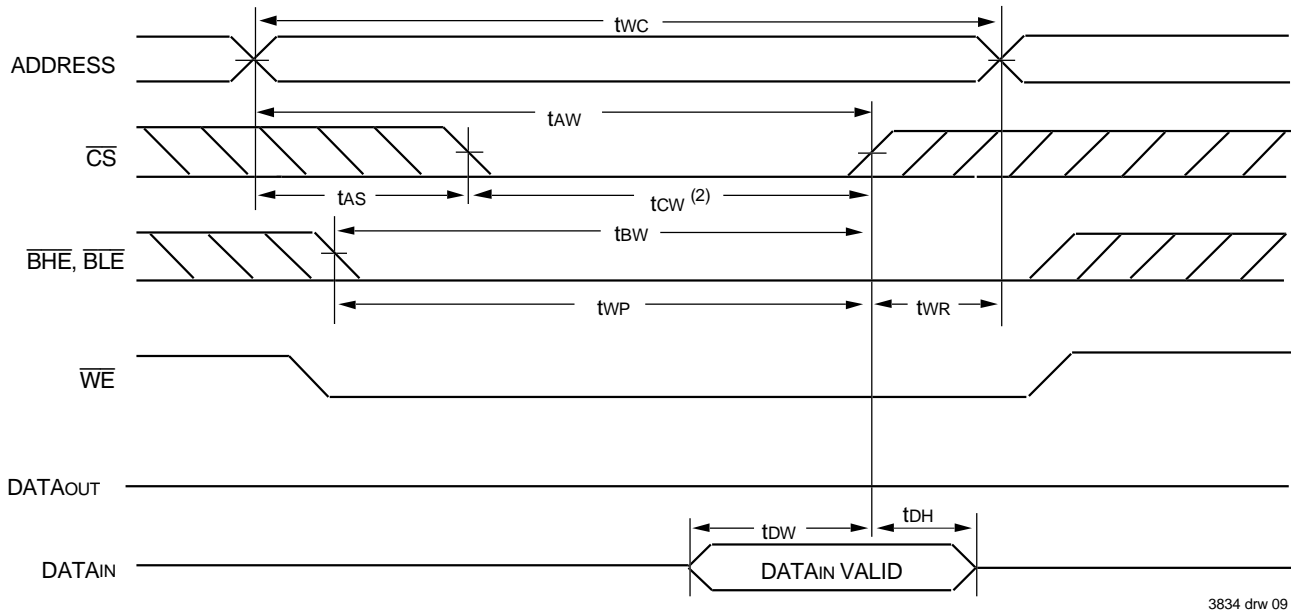 tWC
ADDRESS
tAW
CS
tAS
tCW (2)
tBW
BHE, BLE
tWP
tWR
WE
DATAOUT
tDW
tDH
DATAIN
DATAIN VALID
3834 drw 09